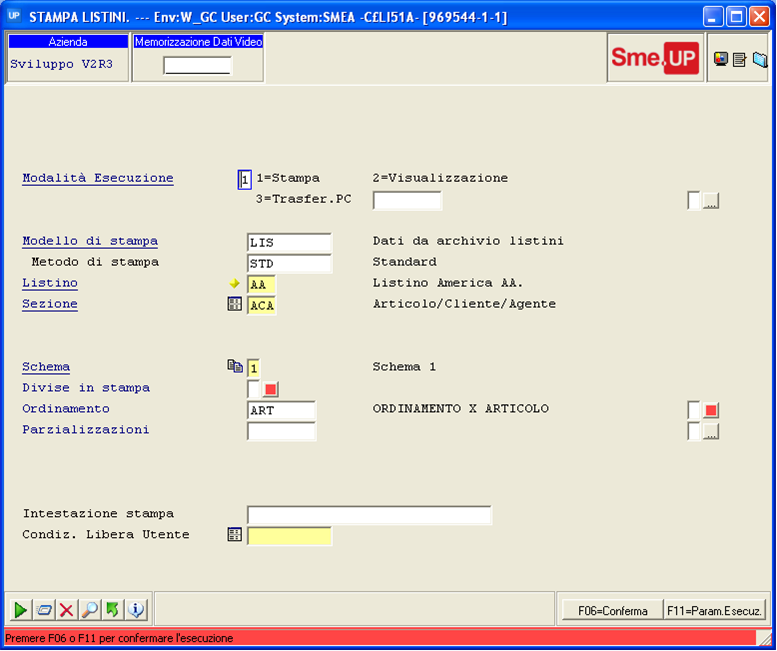 UP STAMPA LISTINI. --- Env:W_GC User:GC System:SMEA -C£LI51A- [969544-1-1]
Azienda Memorizzazione Dati Video
Sviluppo V2R3
Sme.UP
Modalità Esecuzione 1 1=Stampa 2=Visualizzazione
3=Trasfer.PC ...
Modello di stampa LIS Dati da archivio listini
Metodo di stampa STD Standard
Listino AA Listino America AA.
Sezione ACA Articolo/Cliente/Agente
Schema 1 Schema 1
Divise in stampa
Ordinamento ART ORDINAMENTO X ARTICOLO
Parzializzazioni ...
Intestazione stampa
Condiz. Libera Utente
F06=Conferma F11=Param.Esecuz.
Premere F06 o F11 per confermare l'esecuzione